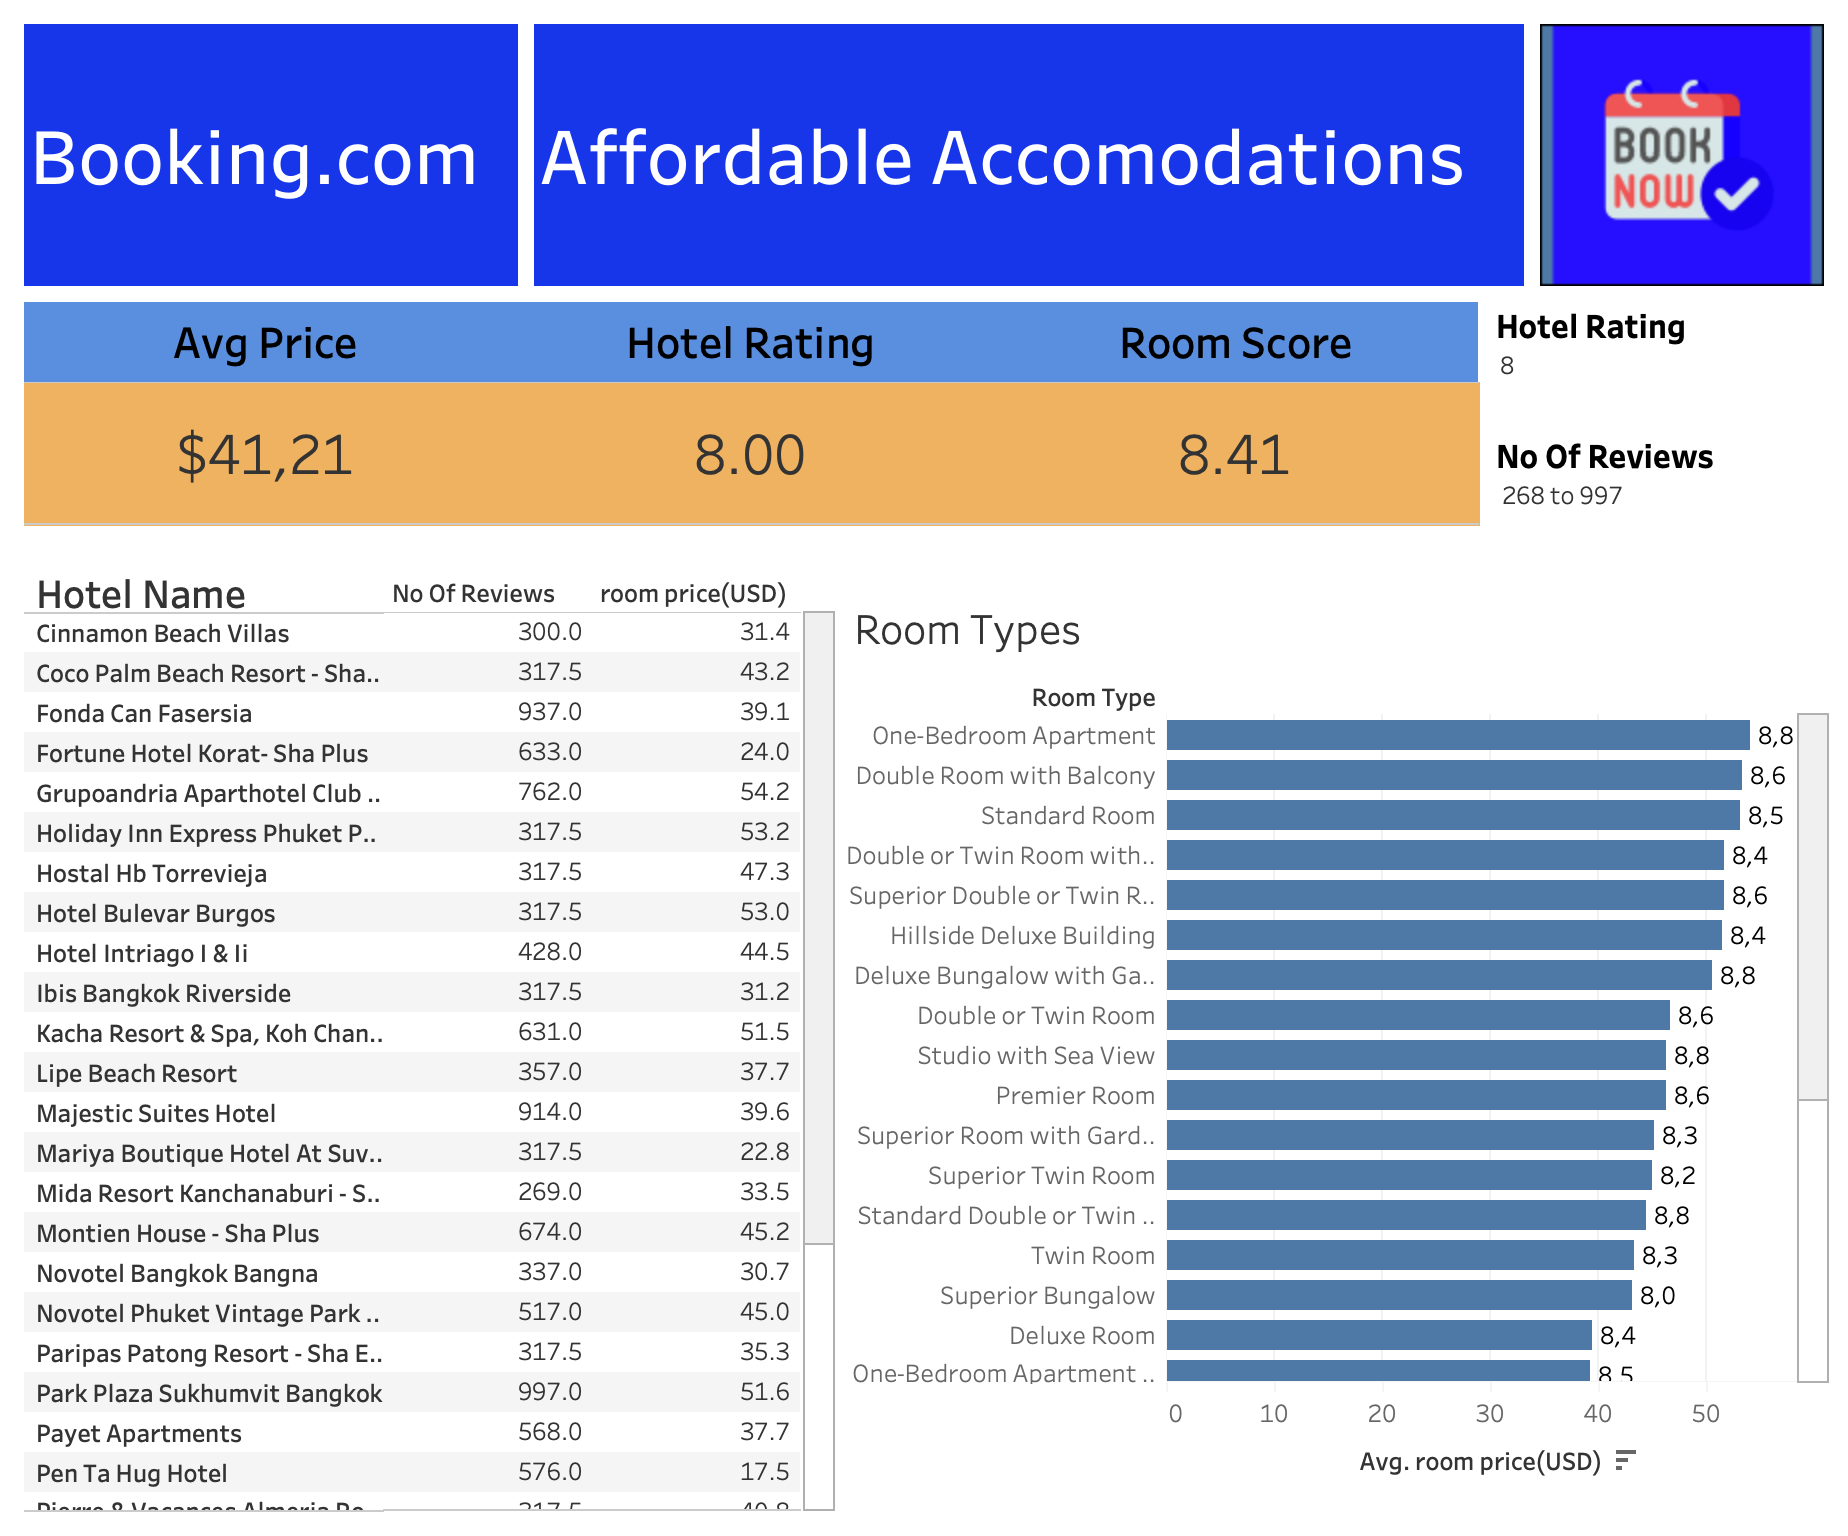 Booking.com
Affordable Accomodations
BOOK
NOW
Avg Price Hotel Rating Room Score
$41,21 8.00 8.41
Hotel Rating
8
No Of Reviews
268 to 997
Hotel Name No Of Reviews room price(USD)
Cinnamon Beach Villas 300.0 31.4
Coco Palm Beach Resort - Sha.. 317.5 43.2
Fonda Can Fasersia 937.0 39.1
Fortune Hotel Korat- Sha Plus 633.0 24.0
Grupoandria Aparthotel Club .. 762.0 54.2
Holiday Inn Express Phuket P.. 317.5 53.2
Hostal Hb Torrevieja 317.5 47.3
Hotel Bulevar Burgos 317.5 53.0
Hotel Intriago I & Ii 428.0 44.5
Ibis Bangkok Riverside 317.5 31.2
Kacha Resort & Spa, Koh Chan.. 631.0 51.5
Lipe Beach Resort 357.0 37.7
Majestic Suites Hotel 914.0 39.6
Mariya Boutique Hotel At Suv.. 317.5 22.8
Mida Resort Kanchanaburi - S.. 269.0 33.5
Montien House - Sha Plus 674.0 45.2
Novotel Bangkok Bangna 337.0 30.7
Novotel Phuket Vintage Park .. 517.0 45.0
Paripas Patong Resort - Sha E.. 317.5 35.3
Park Plaza Sukhumvit Bangkok 997.0 51.6
Payet Apartments 568.0 37.7
Pen Ta Hug Hotel 576.0 17.5
Pierre & Vacances Almeria Ro.. 317.5 40.8
Room Types
Room Type
One-Bedroom Apartment 8,8
Double Room with Balcony 8,6
Standard Room 8,5
Double or Twin Room with.. 8,4
Superior Double or Twin R.. 8,6
Hillside Deluxe Building 8,4
Deluxe Bungalow with Ga.. 8,8
Double or Twin Room 8,6
Studio with Sea View 8,8
Premier Room 8,6
Superior Room with Gard.. 8,3
Superior Twin Room 8,2
Standard Double or Twin .. 8,8
Twin Room 8,3
Superior Bungalow 8,0
Deluxe Room 8,4
One-Bedroom Apartment .. 8,5
0 10 20 30 40 50
Avg. room price(USD)